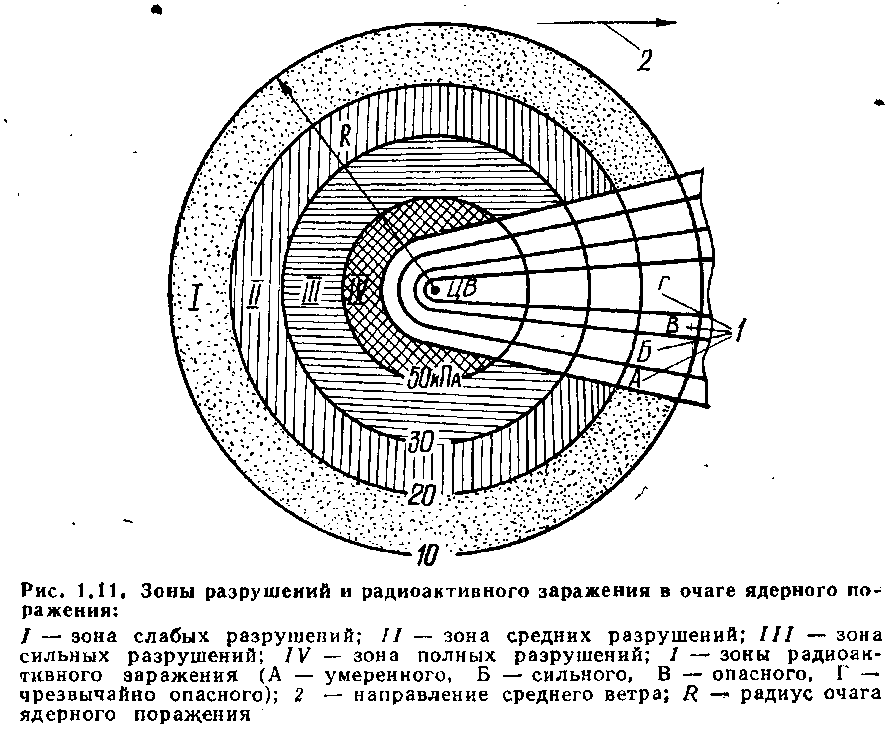 2
R
I II III IV ЦВ
Г
В
1
Б
А
50кПа
30
20
10
Рис. 1.11. Зоны разрушений и радиоактивного заражения в очаге ядерного по-
ражения:
I — зона слабых разрушений; II — зона средних разрушений; III — зона
сильных разрушений; IV — зона полных разрушений; 1 — зоны радиоак-
тивного заражения (А — умеренного, Б — сильного, В — опасного, Г —
чрезвычайно опасного); 2 — направление среднего ветра; R — радиус очага
ядерного поражения